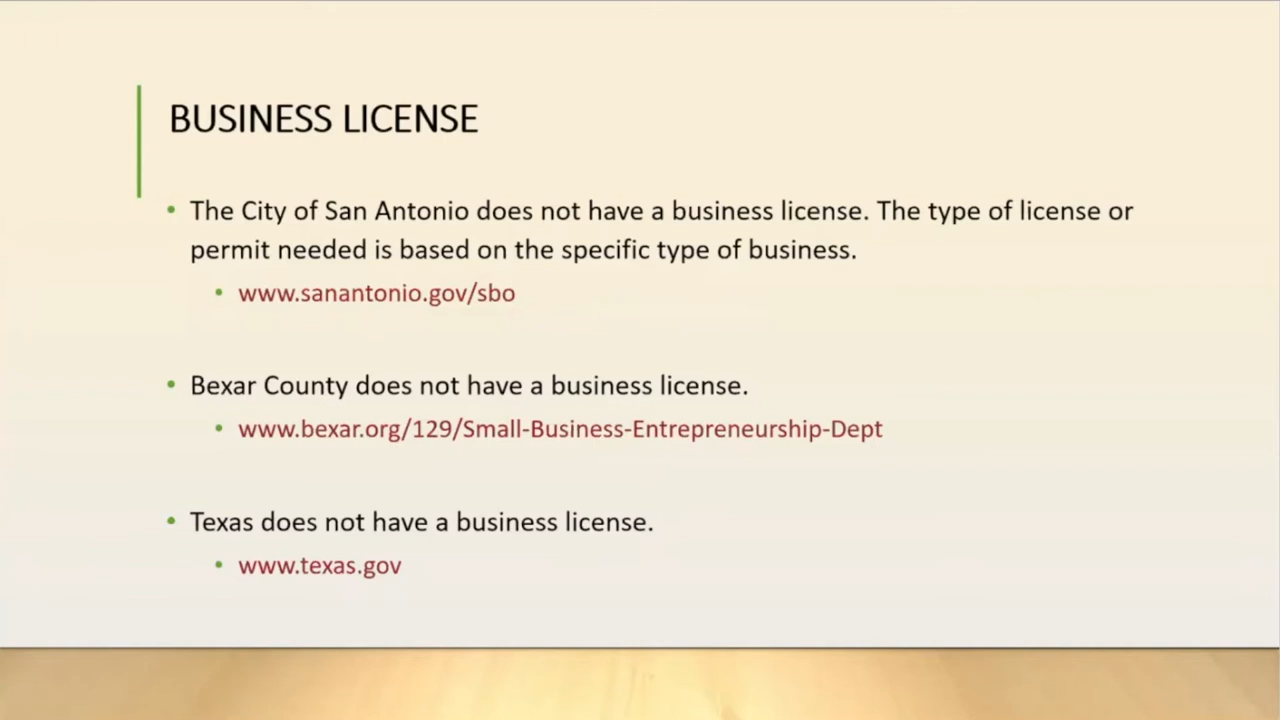 BUSINESS LICENSE
• The City of San Antonio does not have a business license. The type of license or
permit needed is based on the specific type of business.
• www.sanantonio.gov/sbo
• Bexar County does not have a business license.
• www.bexar.org/129/Small-Business-Entrepreneurship-Dept
• Texas does not have a business license.
• www.texas.gov